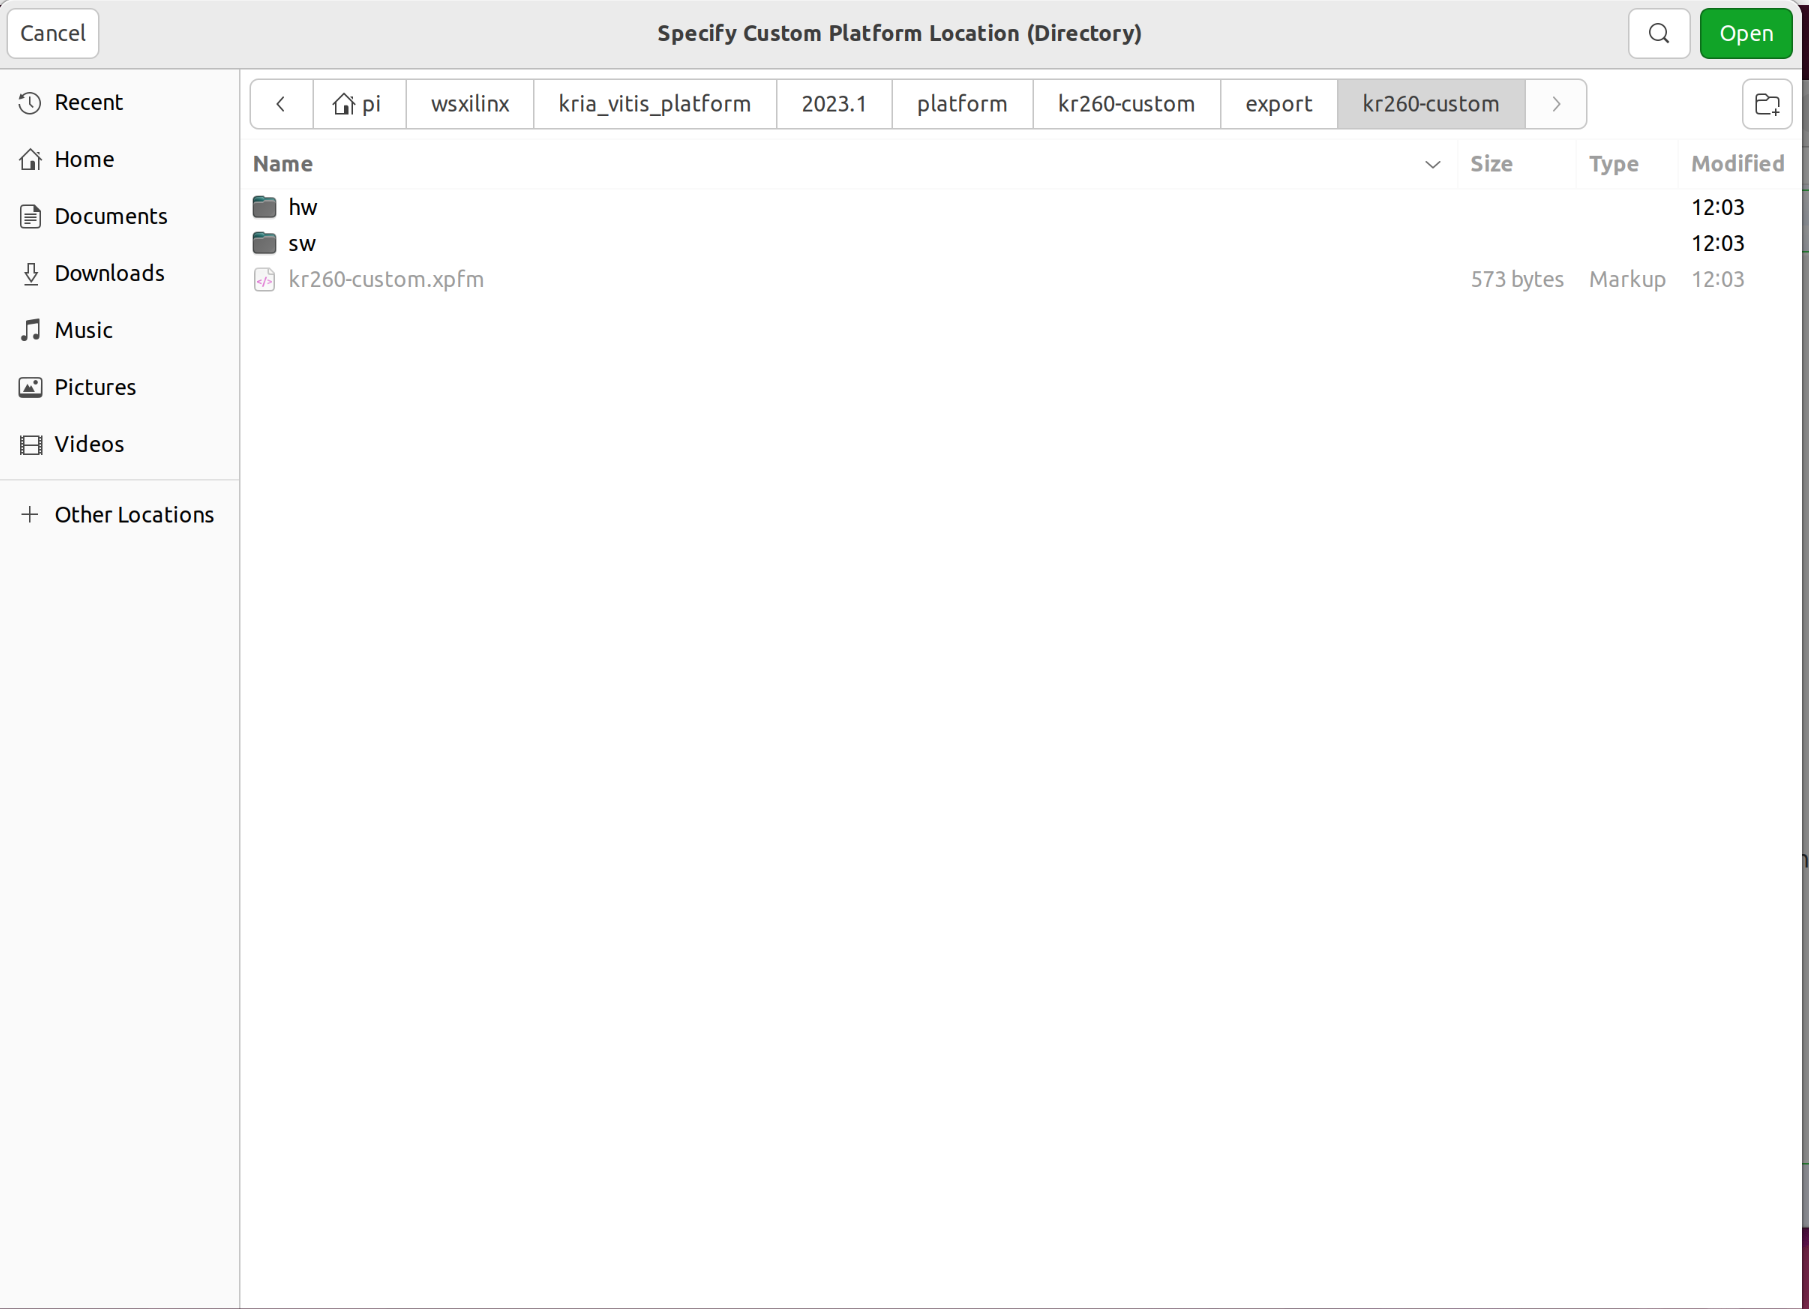 Cancel Specify Custom Platform Location (Directory) Open
Recent
Home
Documents
Downloads
Music
Pictures
Videos
Other Locations
pi wsxilinx kria_vitis_platform 2023.1 platform kr260-custom export kr260-custom
Name Size Type Modified
hw 12:03
sw 12:03
kr260-custom.xpfm 573 bytes Markup 12:03